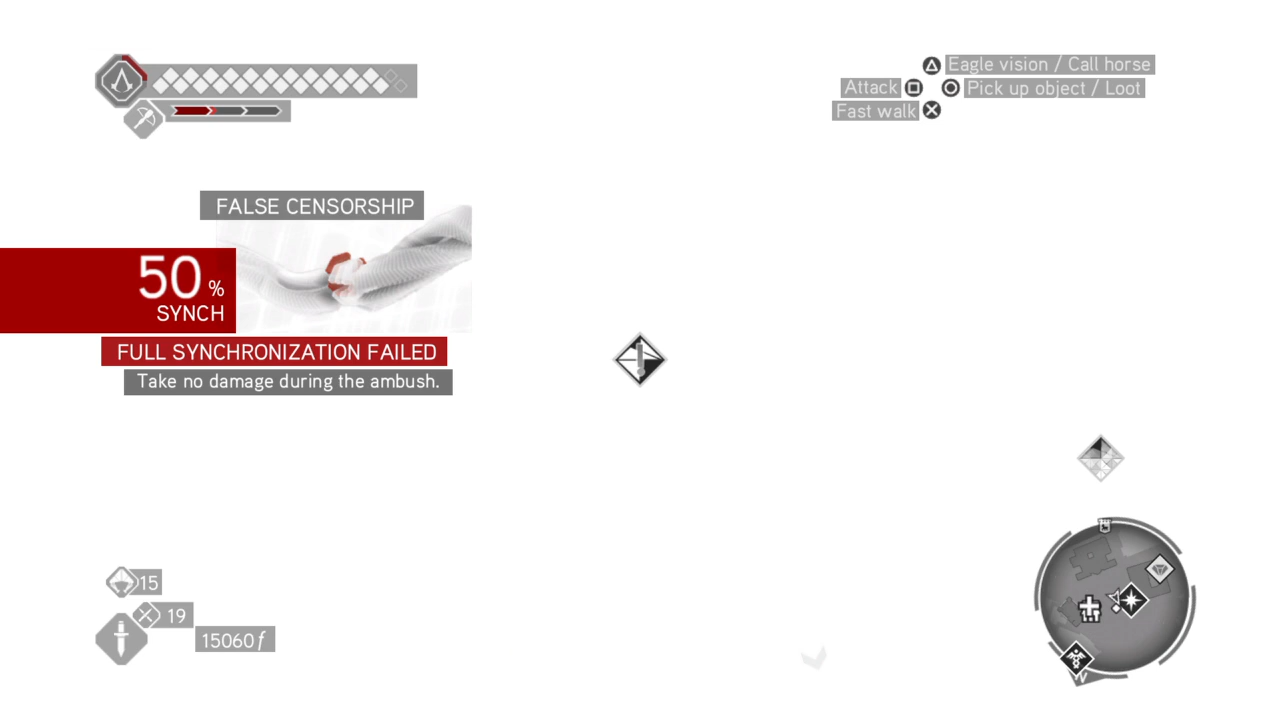 Eagle vision / Call horse
Attack
Pick up object / Loot
Fast walk
FALSE CENSORSHIP
50 %
SYNCH
FULL SYNCHRONIZATION FAILED
Take no damage during the ambush.
15
19
15060 f